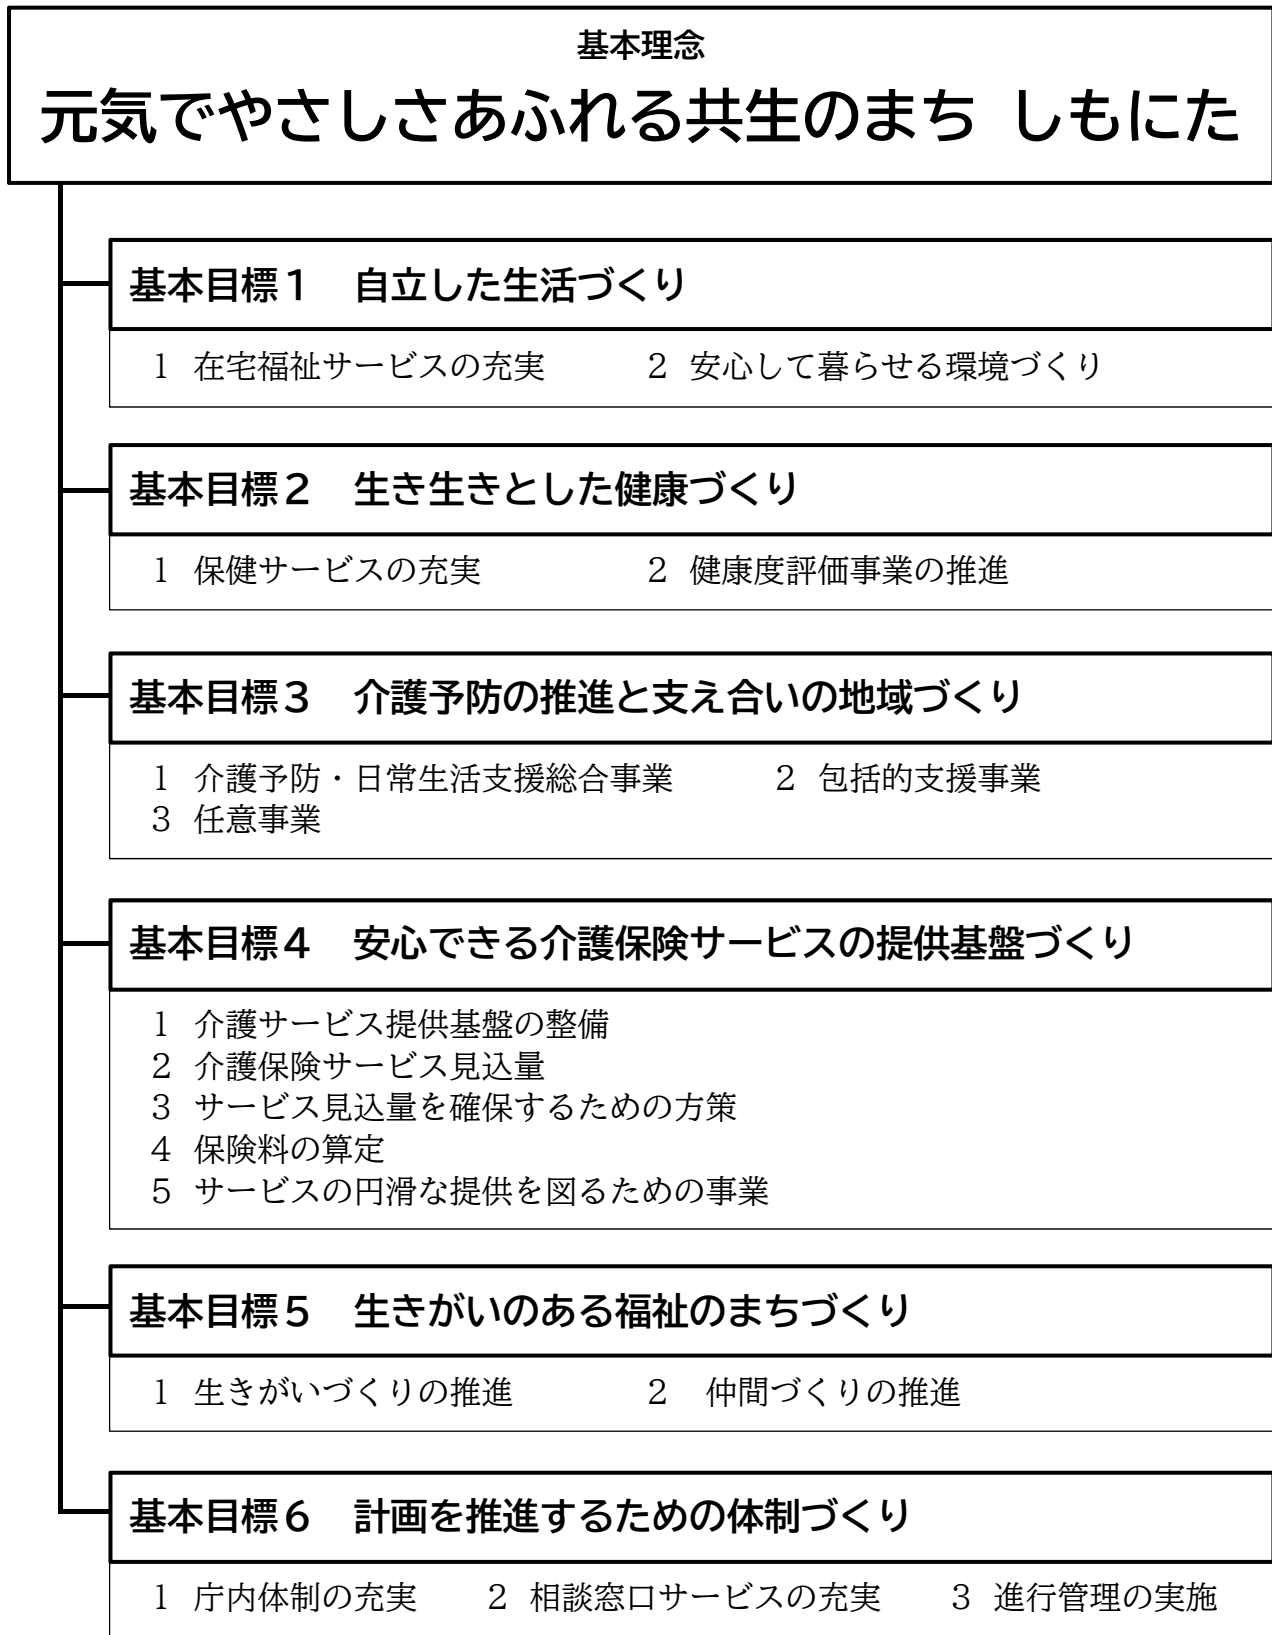 基本理念
元気でやさしさあふれる共生のまち しもにた
基本目標１　自立した生活づくり
１ 在宅福祉サービスの充実　　　２ 安心して暮らせる環境づくり
基本目標２　生き生きとした健康づくり
１ 保健サービスの充実　　　　　２ 健康度評価事業の推進
基本目標３　介護予防の推進と支え合いの地域づくり
１ 介護予防・日常生活支援総合事業　　　２ 包括的支援事業
３ 任意事業
基本目標４　安心できる介護保険サービスの提供基盤づくり
１ 介護サービス提供基盤の整備
２ 介護保険サービス見込量
３ サービス見込量を確保するための方策
４ 保険料の算定
５ サービスの円滑な提供を図るための事業
基本目標５　生きがいのある福祉のまちづくり
１ 生きがいづくりの推進　　　　２　仲間づくりの推進
基本目標６　計画を推進するための体制づくり
１ 庁内体制の充実　　２ 相談窓口サービスの充実　　３ 進行管理の実施